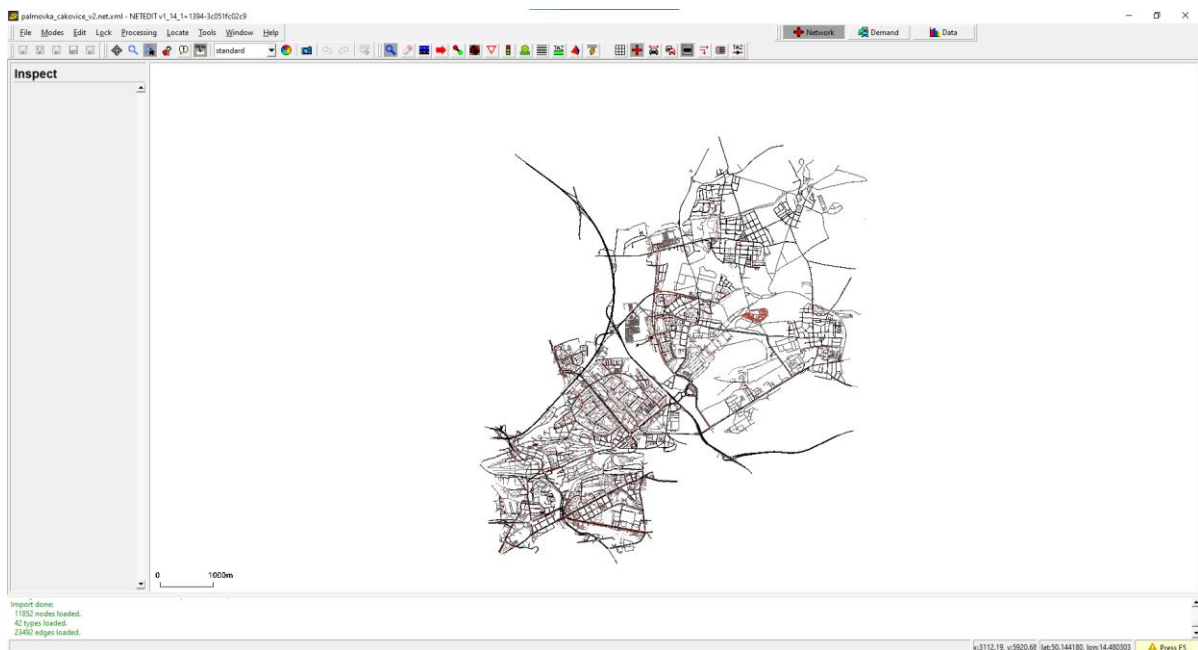 palmovka_cakovice_v2.net.xml - NETEDIT v1_14_1+1394-3c051fc02c9
File Modes Edit Lock Processing Locate Tools Window Help
Network Demand Data
standard
TAZ
TAZ
Inspect
0 1000m
Import done:
11852 nodes loaded.
42 types loaded.
23492 edges loaded.
x:3112.19, y:5920.68 lat:50.144180, lon:14.480303 Press F5